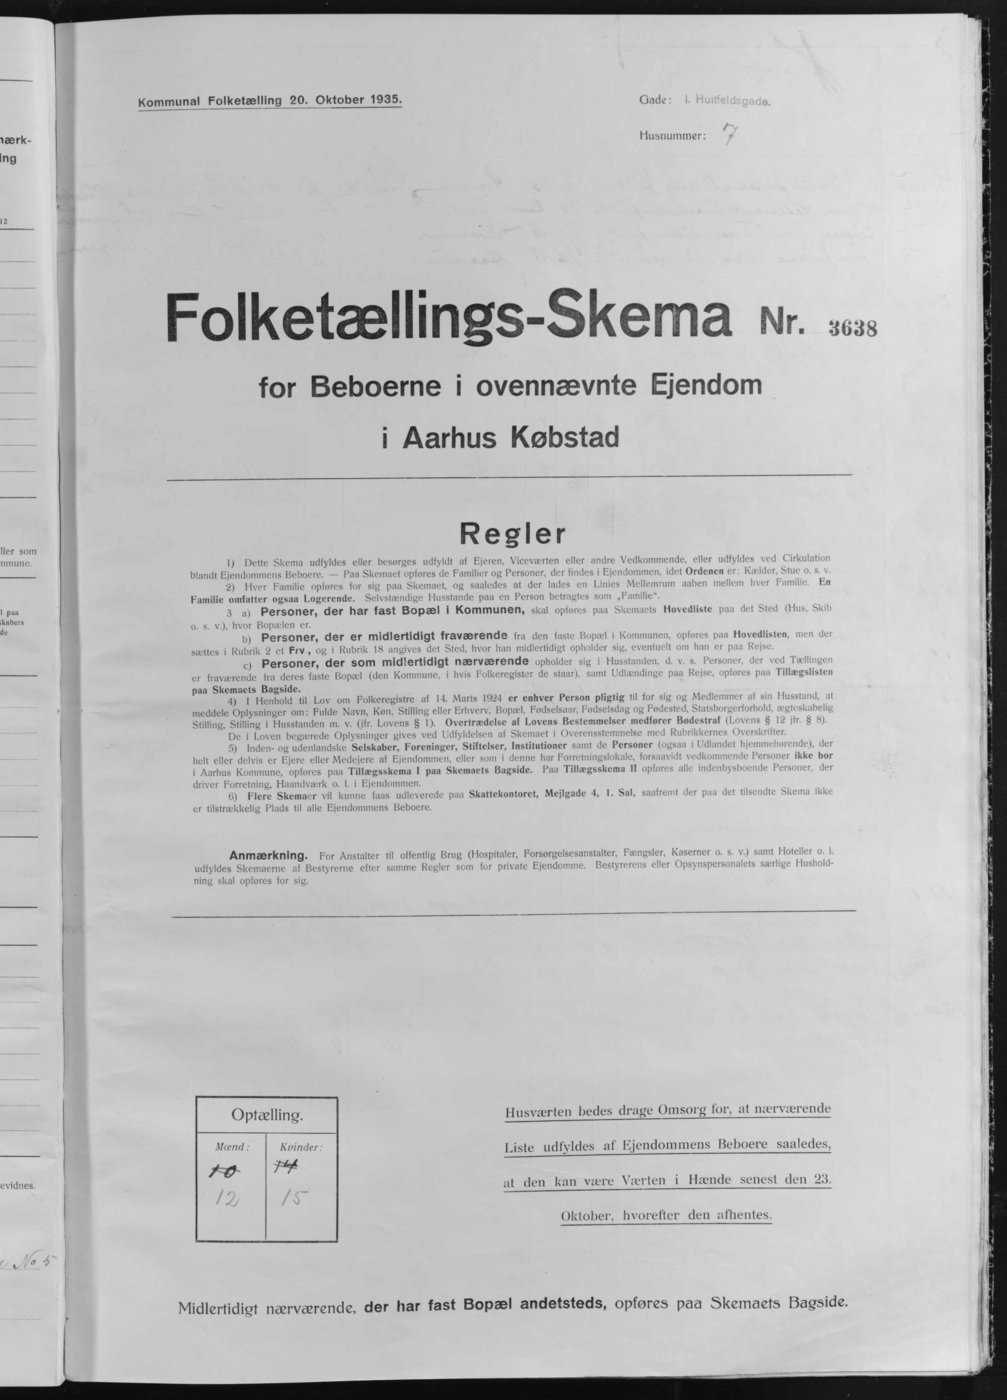 Kommunal Folketælling 20. Oktober 1935.
Gade: I. Huitfeldsgade.
Husnummer: 7
Folketællings-Skema Nr. 3638
for Beboerne i ovennævnte Ejendom
i Aarhus Købstad
Regler
1) Dette Skema udfyldes eller besørges udfyldt af Ejeren, Viceværten eller andre Vedkommende, eller udfyldes ved Cirkulation
blandt Ejendommens Beboere. — Paa Skemaet opføres de Familier og Personer, der findes i Ejendommen, idet Ordenen er: Kælder, Stue o. s. v.
2) Hver Familie opføres for sig paa Skemaet, og saaledes at der lades en Linies Mellemrum aaben mellem hver Familie. En
Familie omfatter ogsaa Logerende. Selvstændige Husstande paa en Person betragtes som „Familie“.
3 a) Personer, der har fast Bopæl i Kommunen, skal opføres paa Skemaets Hovedliste paa det Sted (Hus, Skib
o. s. v.), hvor Bopælen er.
b) Personer, der er midlertidigt fraværende fra den faste Bopæl i Kommunen, opføres paa Hovedlisten, men der
sættes i Rubrik 2 et Frv., og i Rubrik 18 angives det Sted, hvor han midlertidigt opholder sig, eventuelt om han er paa Rejse.
c) Personer, der som midlertidigt nærværende opholder sig i Husstanden, d. v. s. Personer, der ved Tællingen
er fraværende fra deres faste Bopæl (den Kommune, i hvis Folkeregister de staar), samt Udlændinge paa Rejse, opføres paa Tillægslisten
paa Skemaets Bagside.
4) I Henhold til Lov om Folkeregistre af 14. Marts 1924 er enhver Person pligtig til for sig og Medlemmer af sin Husstand, at
meddele Oplysninger om: Fulde Navn, Køn, Stilling eller Erhverv, Bopæl, Fødselsaar, Fødselsdag og Fødested, Statsborgerforhold, ægteskabelig
Stilling, Stilling i Husstanden m. v. (jfr. Lovens § 1). Overtrædelse af Lovens Bestemmelser medfører Bødestraf (Lovens § 12 jfr. § 8).
De i Loven begærede Oplysninger gives ved Udfyldelsen af Skemaet i Overensstemmelse med Rubrikkernes Overskrifter.
5) Inden- og udenlandske Selskaber, Foreninger, Stiftelser, Institutioner samt de Personer (ogsaa i Udlandet hjemmehørende), der
helt eller delvis er Ejere eller Medejere af Ejendommen, eller som i denne har Forretningslokale, forsaavidt vedkommende Personer ikke bor
i Aarhus Kommune, opføres paa Tillægsskema I paa Skemaets Bagside. Paa Tillægsskema II opføres alle indenbysboende Personer, der
driver Forretning, Haandværk o. l. i Ejendommen.
6) Flere Skemaer vil kunne faas udleverede paa Skattekontoret, Mejlgade 4, 1. Sal, saafremt der paa det tilsendte Skema ikke
er tilstrækkelig Plads til alle Ejendommens Beboere.
Anmærkning. For Anstalter til offentlig Brug (Hospitaler, Forsørgelsesanstalter, Fængsler, Kaserner o. s. v.) samt Hoteller o. l.
udfyldes Skemaerne af Bestyrerne efter samme Regler som for private Ejendomme. Bestyrerens eller Opsynspersonalets særlige Hushold-
ning skal opføres for sig.
Optælling.
Mænd: Kvinder:
10 14
12 15
Husværten bedes drage Omsorg for, at nærværende
Liste udfyldes af Ejendommens Beboere saaledes,
at den kan være Værten i Hænde senest den 23.
Oktober, hvorefter den afhentes.
Midlertidigt nærværende, der har fast Bopæl andetsteds, opføres paa Skemaets Bagside.